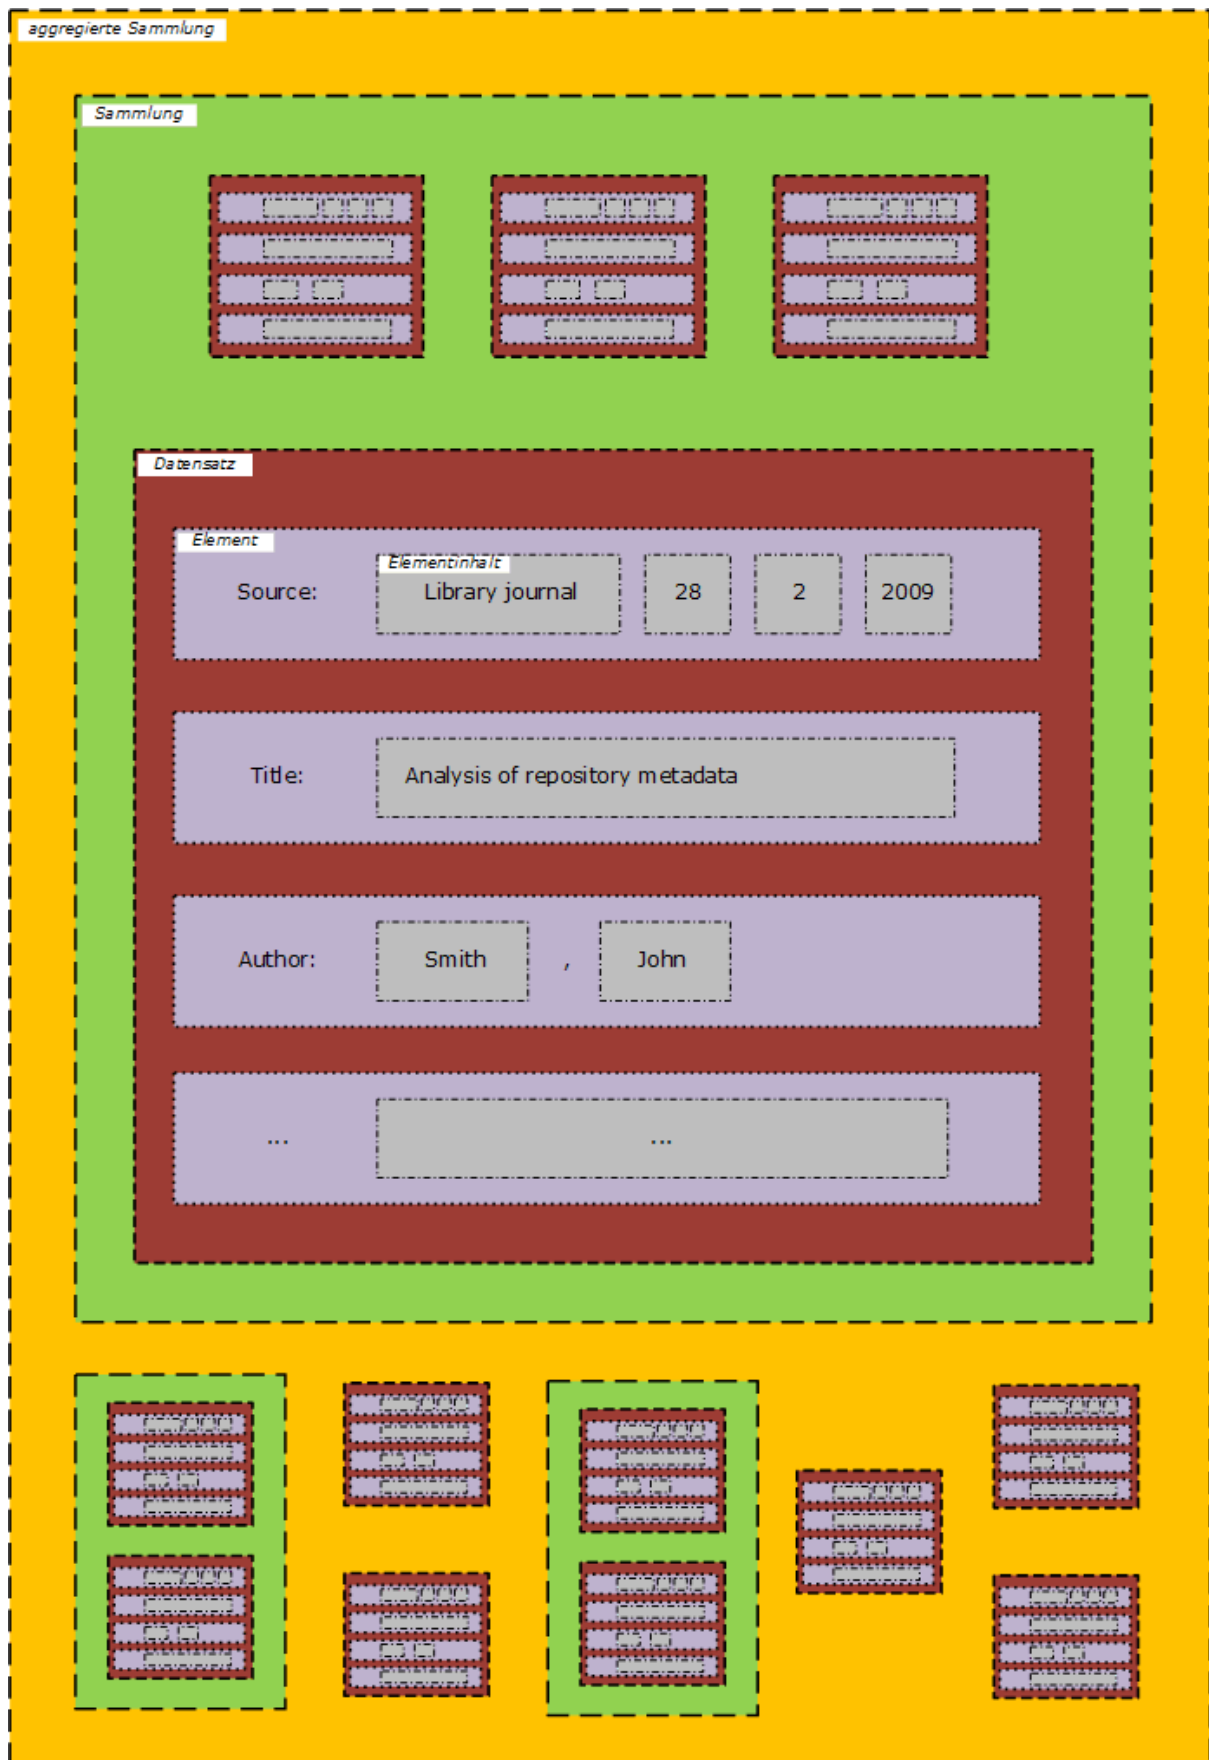 aggregierte Sammlung
Sammlung
Datensatz
Element
Elementinhalt
Source: Library journal 28 2 2009
Title: Analysis of repository metadata
Author: Smith , John
... ...